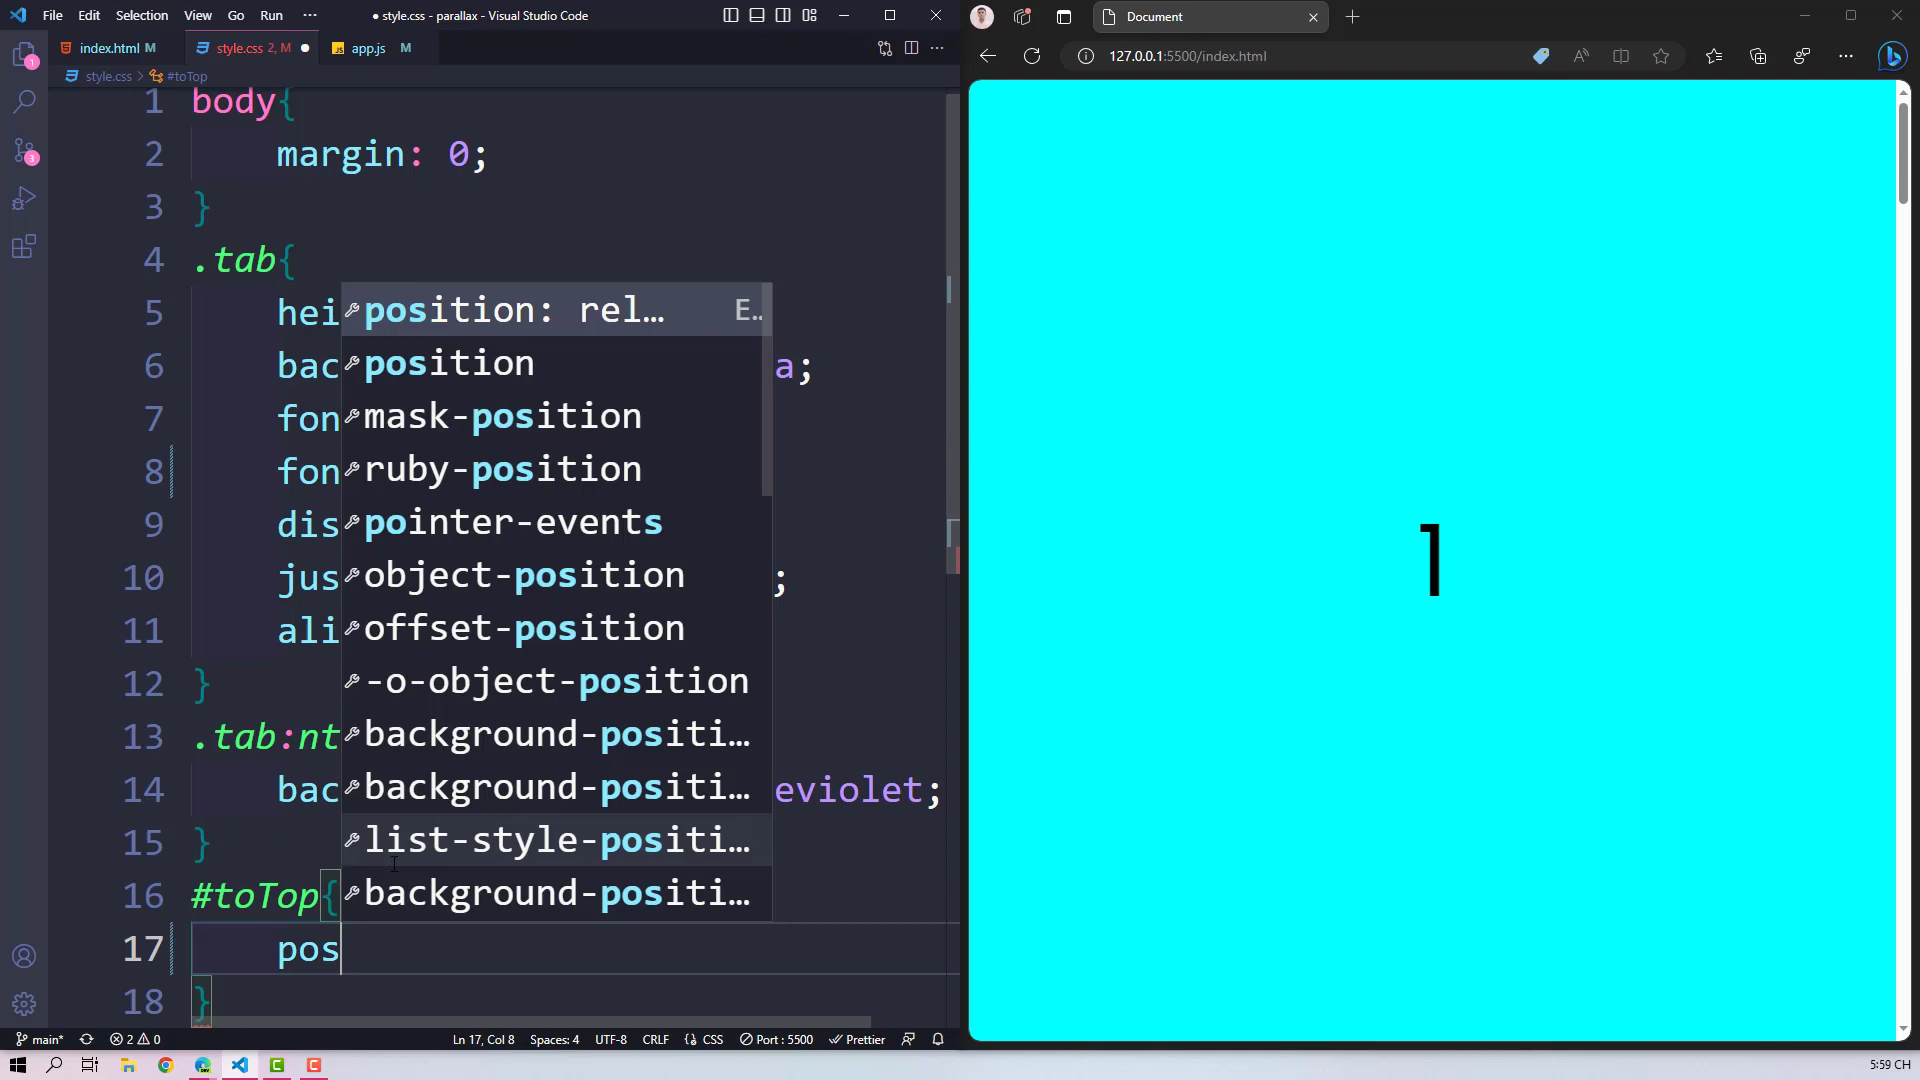 File Edit Selection View Go Run ··· ● style.css - parallax - Visual Studio Code
index.html M style.css 2, M ● app.js M
style.css > #toTop
1 body{
2 margin: 0;
3 }
4 .tab{
5 hei
6 bac a;
7 fon
8 fon
9 dis
10 jus ;
11 ali
12 }
13 .tab:nt
14 bac eviolet;
15 }
16 #toTop{
17 pos
18 }
position: rel… E..
position
mask-position
ruby-position
pointer-events
object-position
offset-position
-o-object-position
background-positi…
background-positi…
list-style-positi…
background-positi…
1
3
main* 2 0 Ln 17, Col 8 Spaces: 4 UTF-8 CRLF {} CSS Port : 5500 Prettier
Document
127.0.0.1:5500/index.html
1
5:59 CH